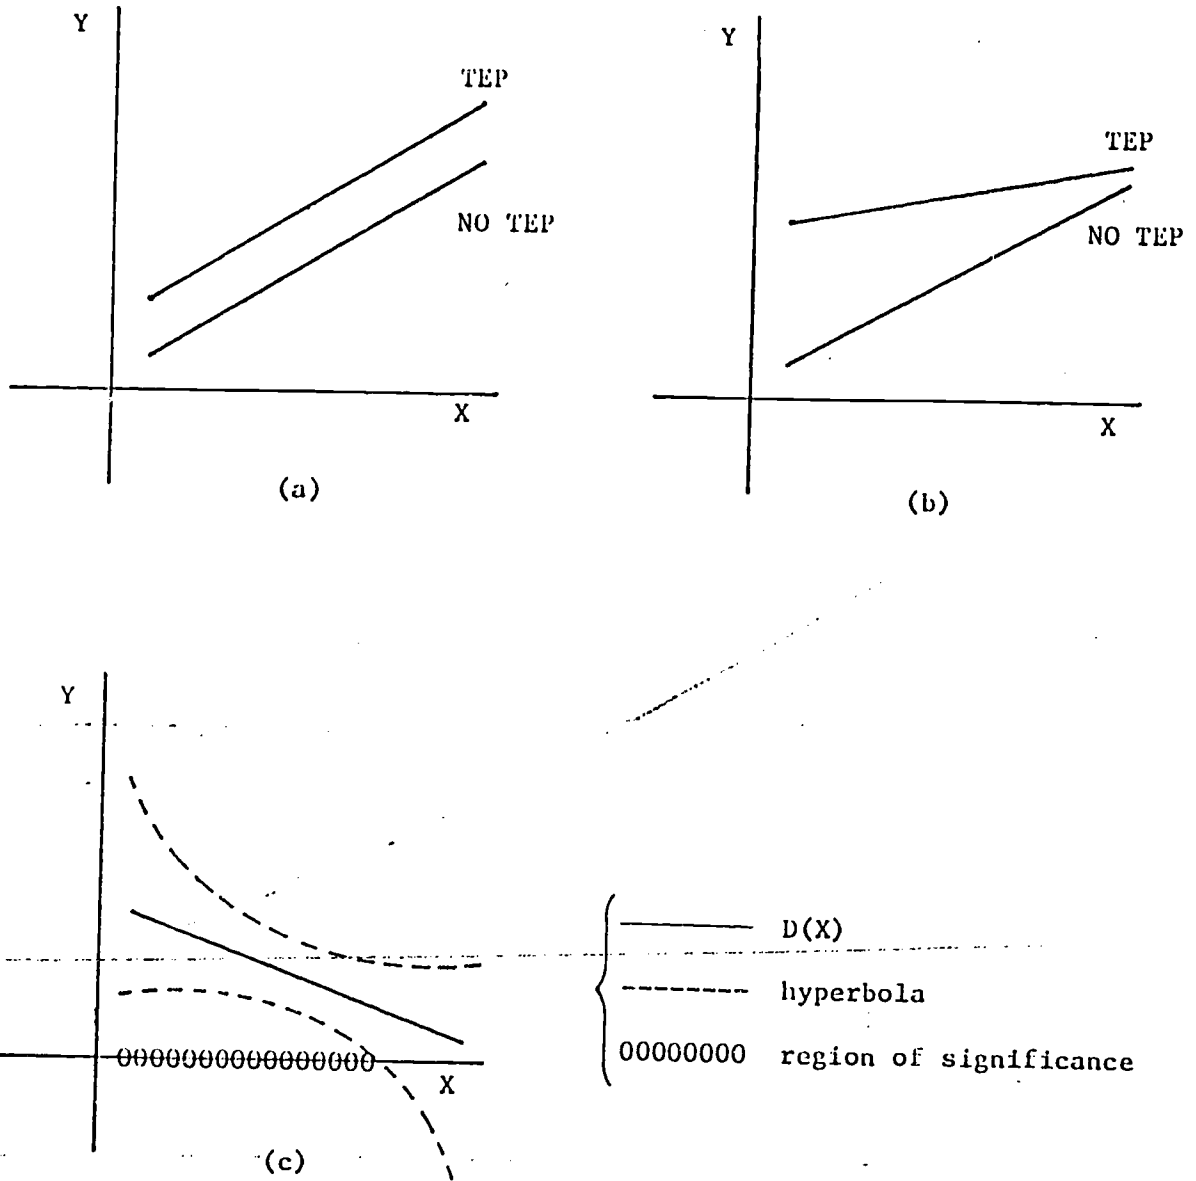 Y
TEP
NO TEP
X
(a)
Y
TEP
NO TEP
X
(b)
Y
0000000000000000
X
(c)
D(X)
hyperbola
00000000 region of significance